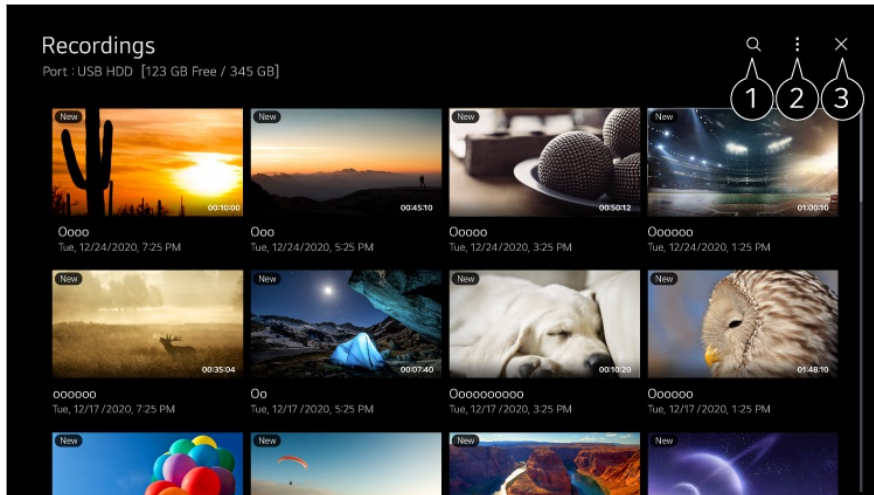 Recordings
Port : USB HDD [123 GB Free / 345 GB]
1 2 3
New New New New
00:10:00 00:45:10 00:50:12 01:00:10
Oooo Ooo Ooooo Oooooo
Tue, 12/24/2020, 7:25 PM Tue, 12/24/2020, 5:25 PM Tue, 12/24/2020, 3:25 PM Tue, 12/24/2020, 1:25 PM
New New New New
00:35:04 00:07:40 00:10:20 01:48:10
oooooo Oo Oooooooooo Oooooo
Tue, 12/17 /2020, 7:25 PM Tue, 12/17 /2020, 5:25 PM Tue, 12/17 /2020, 3:25 PM Tue, 12/17 /2020, 1:25 PM
New New New New